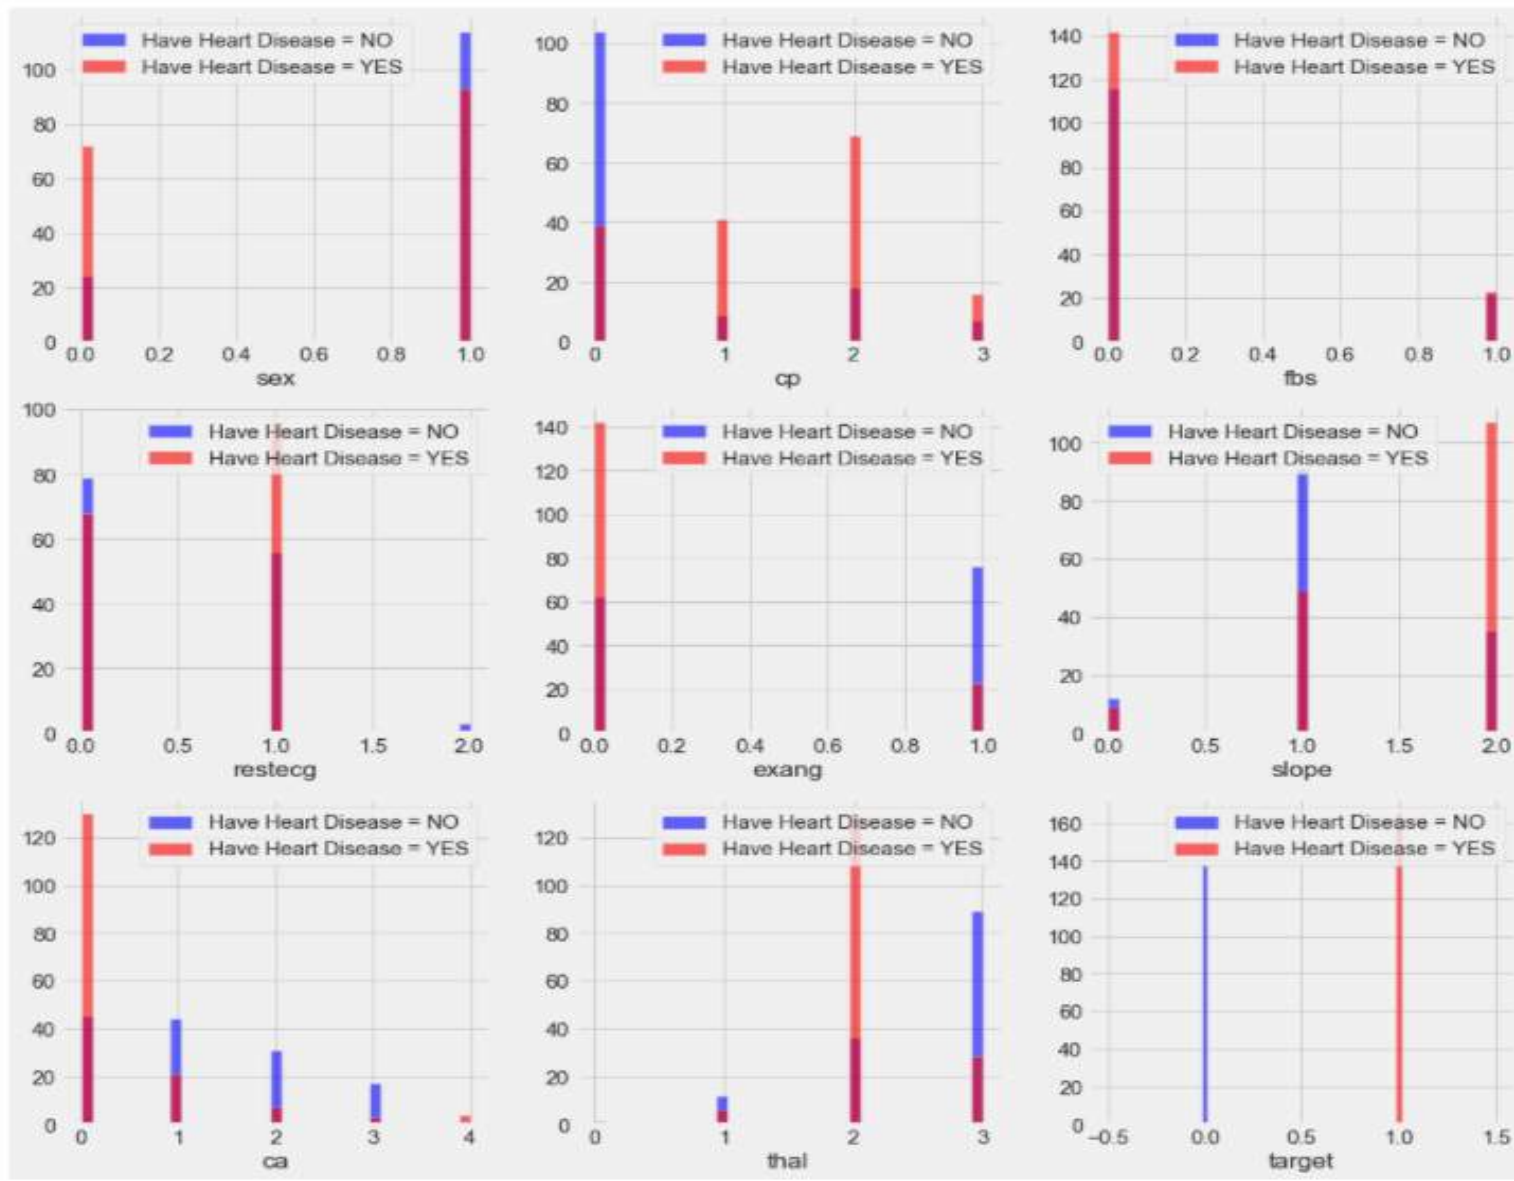 Have Heart Disease = NO
Have Heart Disease = YES
100
80
60
40
20
0
0.0 0.2 0.4 0.6 0.8 1.0
sex
Have Heart Disease = NO
Have Heart Disease = YES
100
80
60
40
20
0
0 1 2 3
cp
Have Heart Disease = NO
Have Heart Disease = YES
140
120
100
80
60
40
20
0
0.0 0.2 0.4 0.6 0.8 1.0
fbs
Have Heart Disease = NO
Have Heart Disease = YES
100
80
60
40
20
0
0.0 0.5 1.0 1.5 2.0
restecg
Have Heart Disease = NO
Have Heart Disease = YES
140
120
100
80
60
40
20
0
0.0 0.2 0.4 0.6 0.8 1.0
exang
Have Heart Disease = NO
Have Heart Disease = YES
100
80
60
40
20
0
0.0 0.5 1.0 1.5 2.0
slope
Have Heart Disease = NO
Have Heart Disease = YES
120
100
80
60
40
20
0
0 1 2 3 4
ca
Have Heart Disease = NO
Have Heart Disease = YES
120
100
80
60
40
20
0
0 1 2 3
thal
Have Heart Disease = NO
Have Heart Disease = YES
160
140
120
100
80
60
40
20
0
−0.5 0.0 0.5 1.0 1.5
target